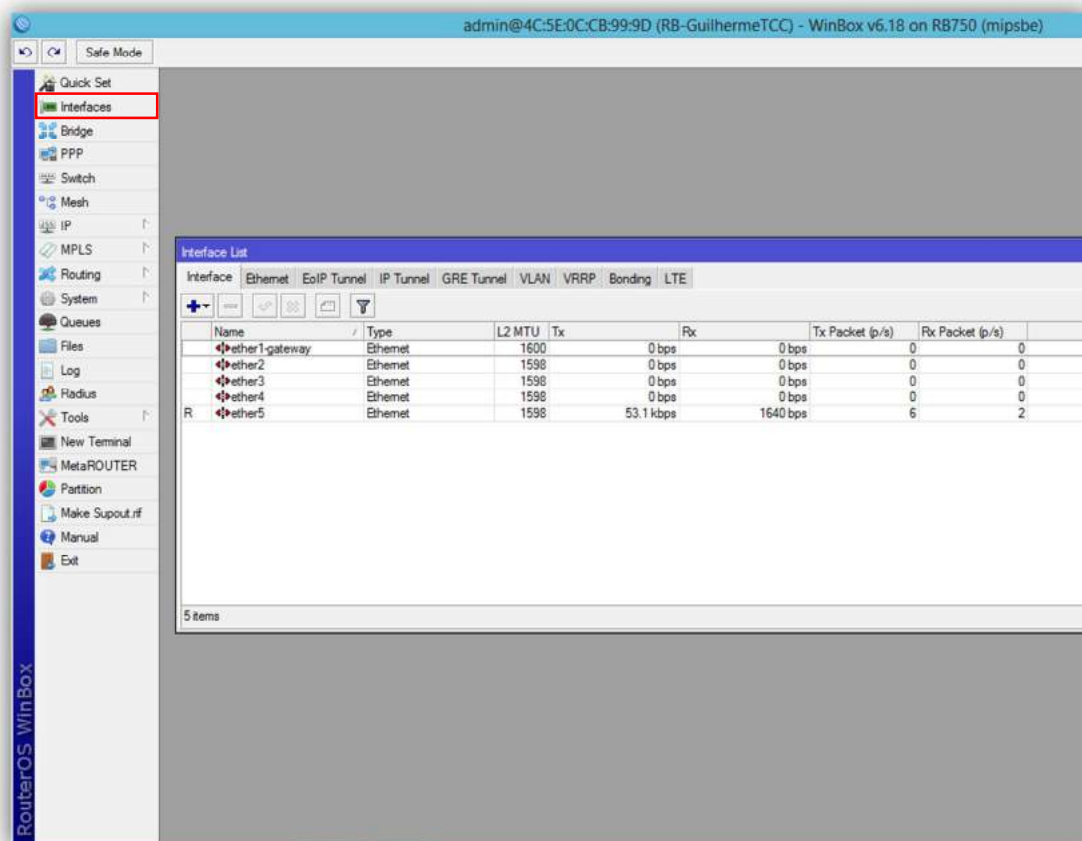 admin@4C:5E:0C:CB:99:9D (RB-GuilhermeTCC) - WinBox v6.18 on RB750 (mipsbe)
Safe Mode
Quick Set
Interfaces
Bridge
PPP
Switch
Mesh
IP
MPLS
Routing
System
Queues
Files
Log
Radius
Tools
New Terminal
MetaROUTER
Partition
Make Supout.rif
Manual
Exit
RouterOS WinBox
Interface List
Interface Ethernet EoIP Tunnel IP Tunnel GRE Tunnel VLAN VRRP Bonding LTE
Name Type L2 MTU Tx Rx Tx Packet (p/s) Rx Packet (p/s)
ether1-gateway Ethernet 1600 0 bps 0 bps 0 0
ether2 Ethernet 1598 0 bps 0 bps 0 0
ether3 Ethernet 1598 0 bps 0 bps 0 0
ether4 Ethernet 1598 0 bps 0 bps 0 0
R ether5 Ethernet 1598 53.1 kbps 1640 bps 6 2
5 items